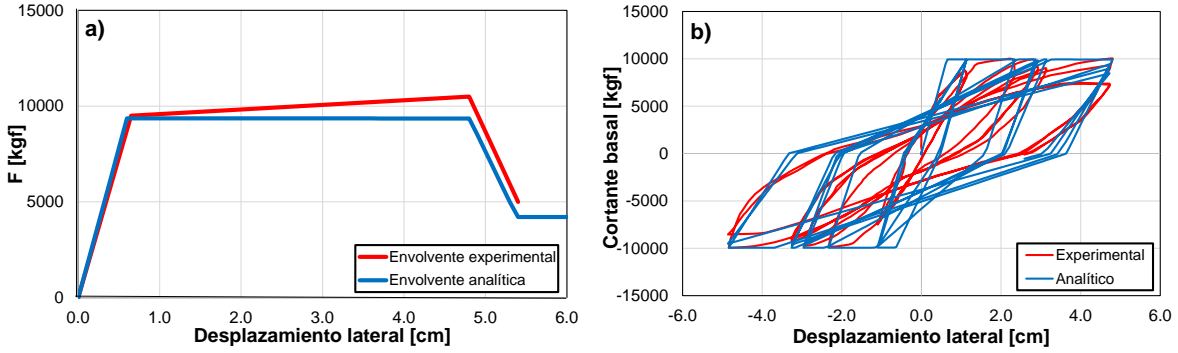 a)
15000
10000
5000
0
F [kgf]
0.0 1.0 2.0 3.0 4.0 5.0 6.0
Desplazamiento lateral [cm]
Envolvente experimental
Envolvente analítica
b)
15000
10000
5000
0
-5000
-10000
-15000
Cortante basal [kgf]
-6.0 -4.0 -2.0 0.0 2.0 4.0 6.0
Desplazamiento lateral [cm]
Experimental
Analítico